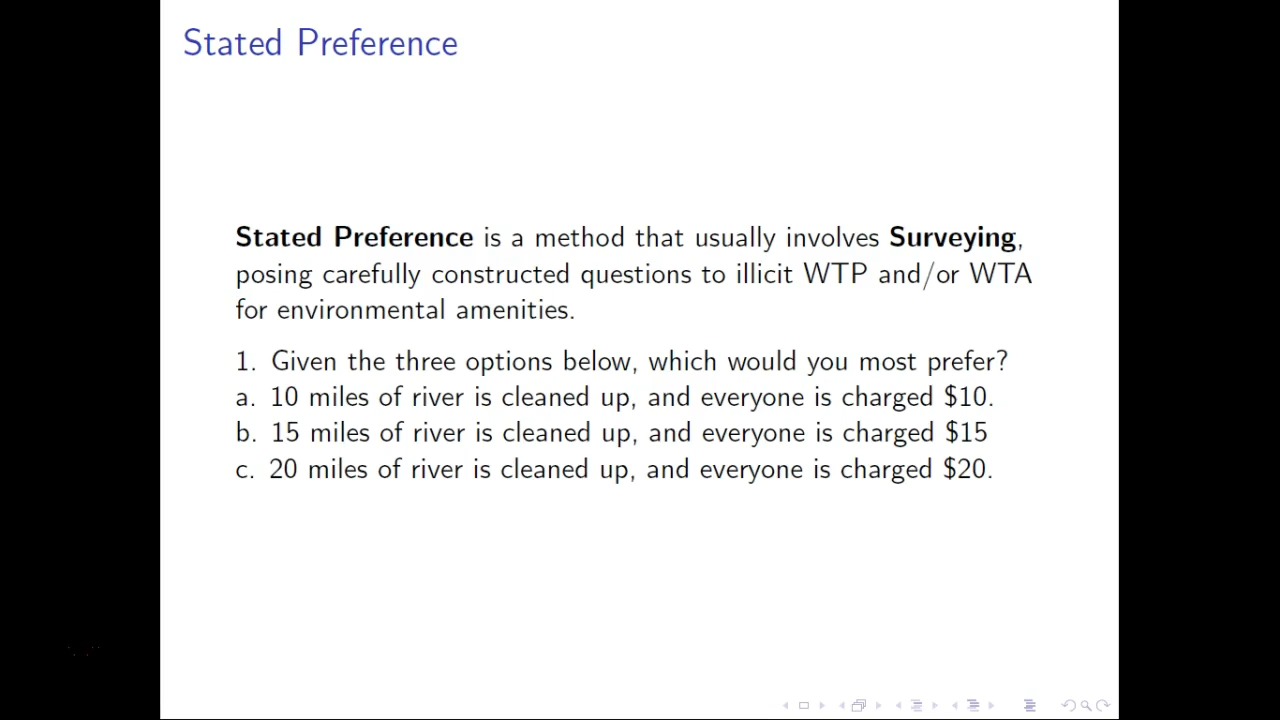 Stated Preference
Stated Preference is a method that usually involves Surveying,
posing carefully constructed questions to illicit WTP and/or WTA
for environmental amenities.
1. Given the three options below, which would you most prefer?
a. 10 miles of river is cleaned up, and everyone is charged $10.
b. 15 miles of river is cleaned up, and everyone is charged $15
c. 20 miles of river is cleaned up, and everyone is charged $20.